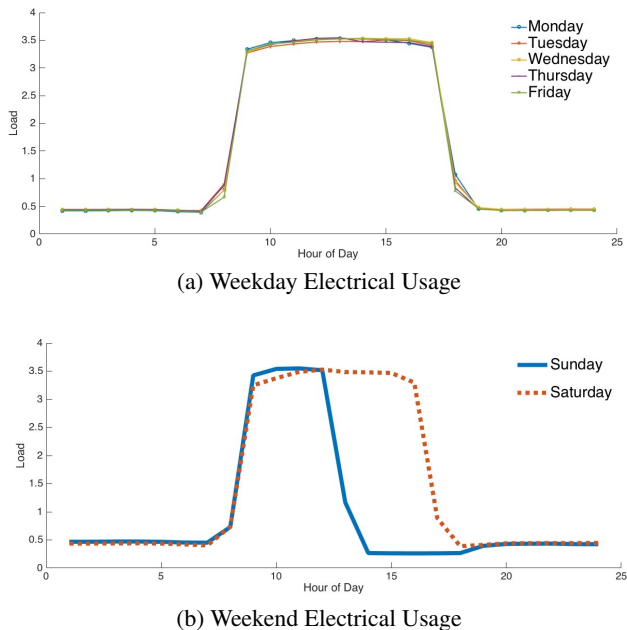 4
3.5
3
2.5
2
1.5
1
0.5
0
Load
0 5 10 15 20 25
Hour of Day
Monday
Tuesday
Wednesday
Thursday
Friday
(a) Weekday Electrical Usage
4
3.5
3
2.5
2
1.5
1
0.5
0
Load
0 5 10 15 20 25
Hour of Day
Sunday
Saturday
(b) Weekend Electrical Usage